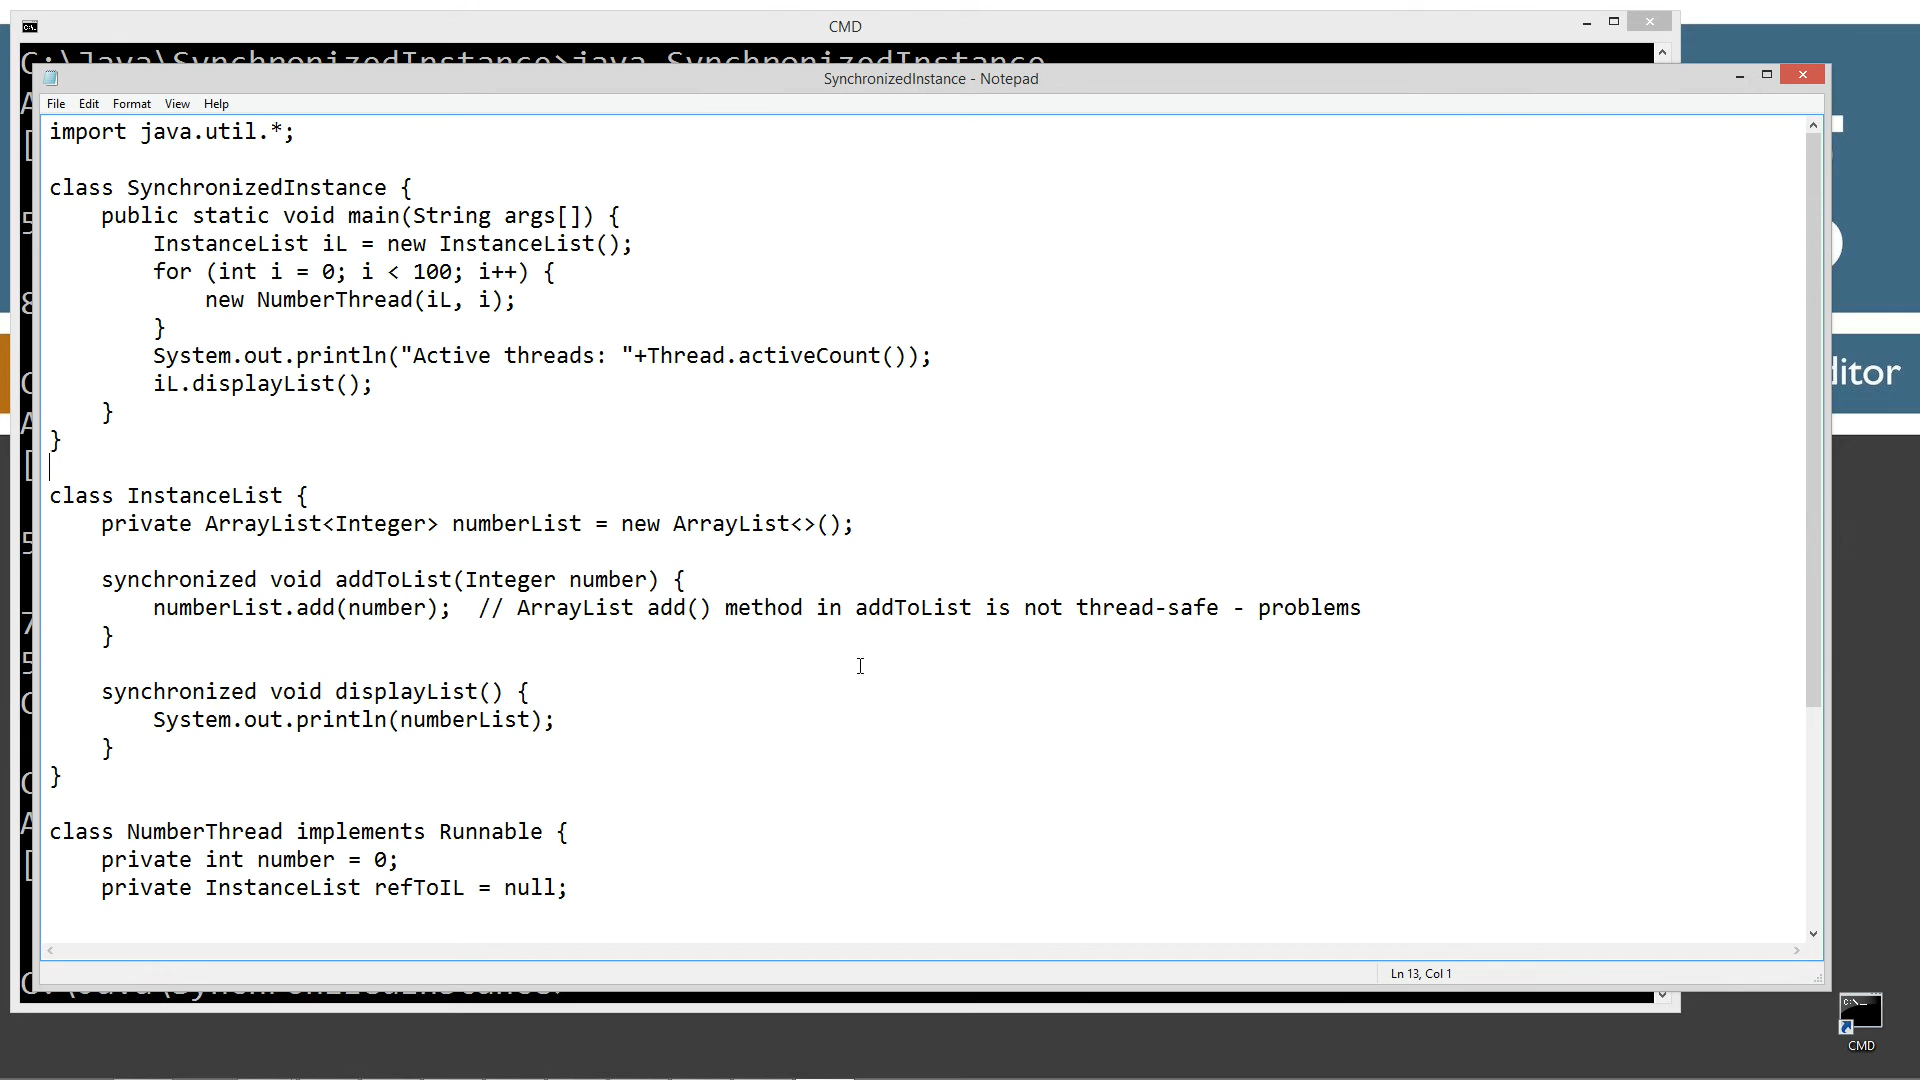 CMD
C:\Java\SynchronizedInstance>java SynchronizedInstance
SynchronizedInstance - Notepad
File Edit Format View Help
import java.util.*;
class SynchronizedInstance {
public static void main(String args[]) {
InstanceList iL = new InstanceList();
for (int i = 0; i < 100; i++) {
new NumberThread(iL, i);
}
System.out.println("Active threads: "+Thread.activeCount());
iL.displayList();
}
}
class InstanceList {
private ArrayList<Integer> numberList = new ArrayList<>();
synchronized void addToList(Integer number) {
numberList.add(number);  // ArrayList add() method in addToList is not thread-safe - problems
}
synchronized void displayList() {
System.out.println(numberList);
}
}
class NumberThread implements Runnable {
private int number = 0;
private InstanceList refToIL = null;
Ln 13, Col 1
ditor
CMD